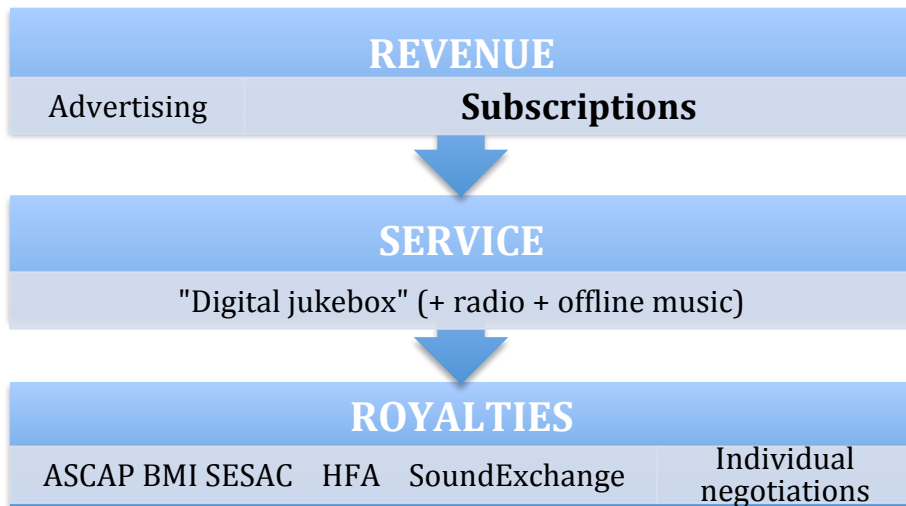 REVENUE
Advertising
Subscriptions
SERVICE
"Digital jukebox" (+ radio + offline music)
ROYALTIES
ASCAP BMI SESAC HFA SoundExchange
Individual
negotiations